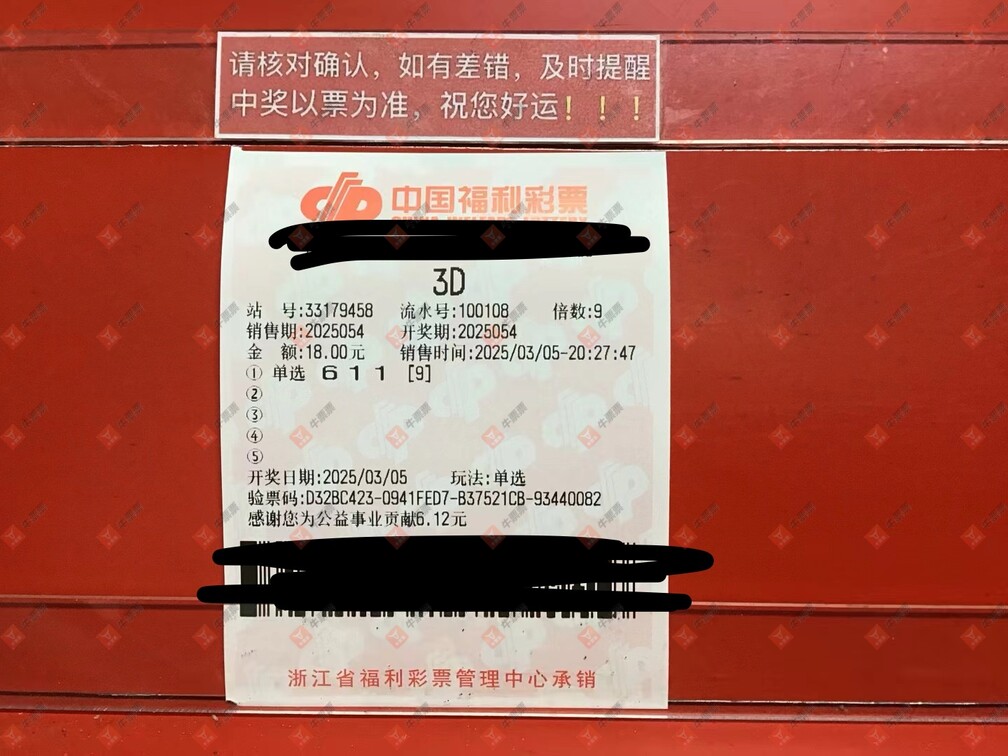 请核对确认，如有差错，及时提醒
中奖以票为准，祝您好运！！！
中国福利彩票
3D
站 号:33179458 流水号:100108 倍数:9
销售期:2025054 开奖期:2025054
金 额:18.00元 销售时间:2025/03/05-20:27:47
① 单选 6 1 1 [9]
②
③
④
⑤
开奖日期:2025/03/05 玩法:单选
验票码:D32BC423-0941FED7-B37521CB-93440082
感谢您为公益事业贡献6.12元
浙江省福利彩票管理中心承销